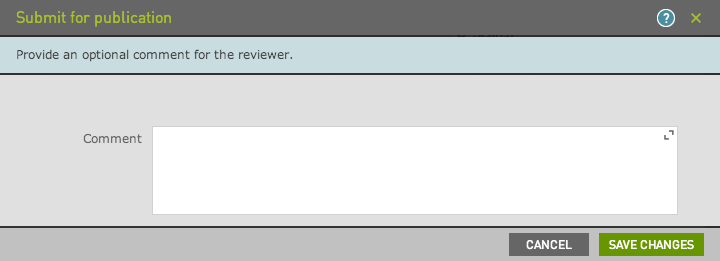 Submit for publication
?
Provide an optional comment for the reviewer.
Comment
CANCEL
SAVE CHANGES